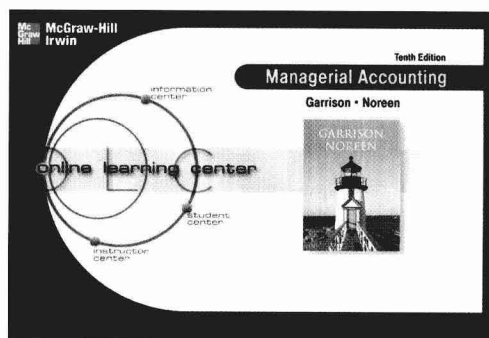 Mc
Graw
Hill
McGraw-Hill
Irwin
Tenth Edition
Managerial Accounting
Garrison • Noreen
GARRISON
NOREEN
information
center
online learning center
OLC
student
center
instructor
center